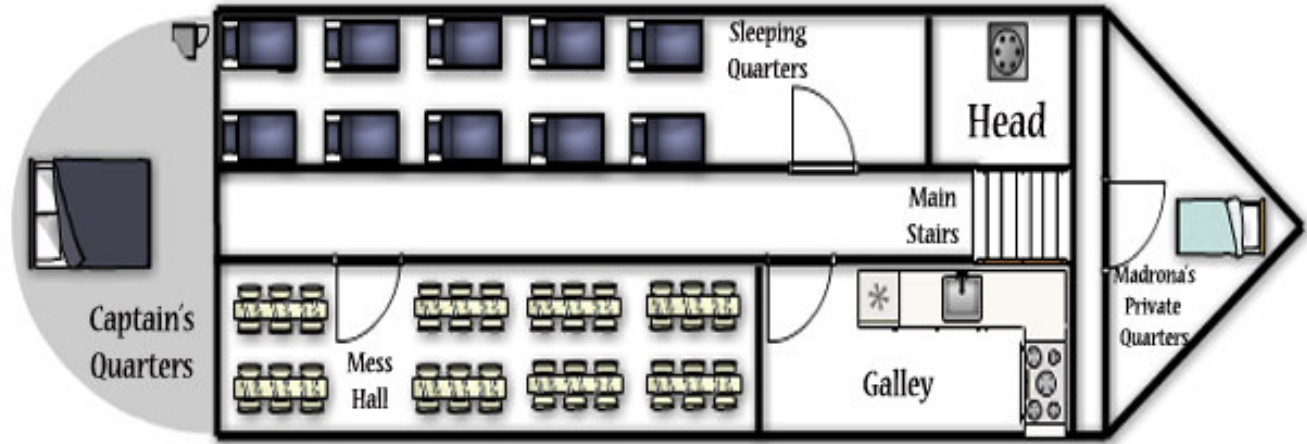 Sleeping
Quarters
Head
Main
Stairs
Captain's
Quarters
Mess
Hall
Galley
Madrona's
Private
Quarters